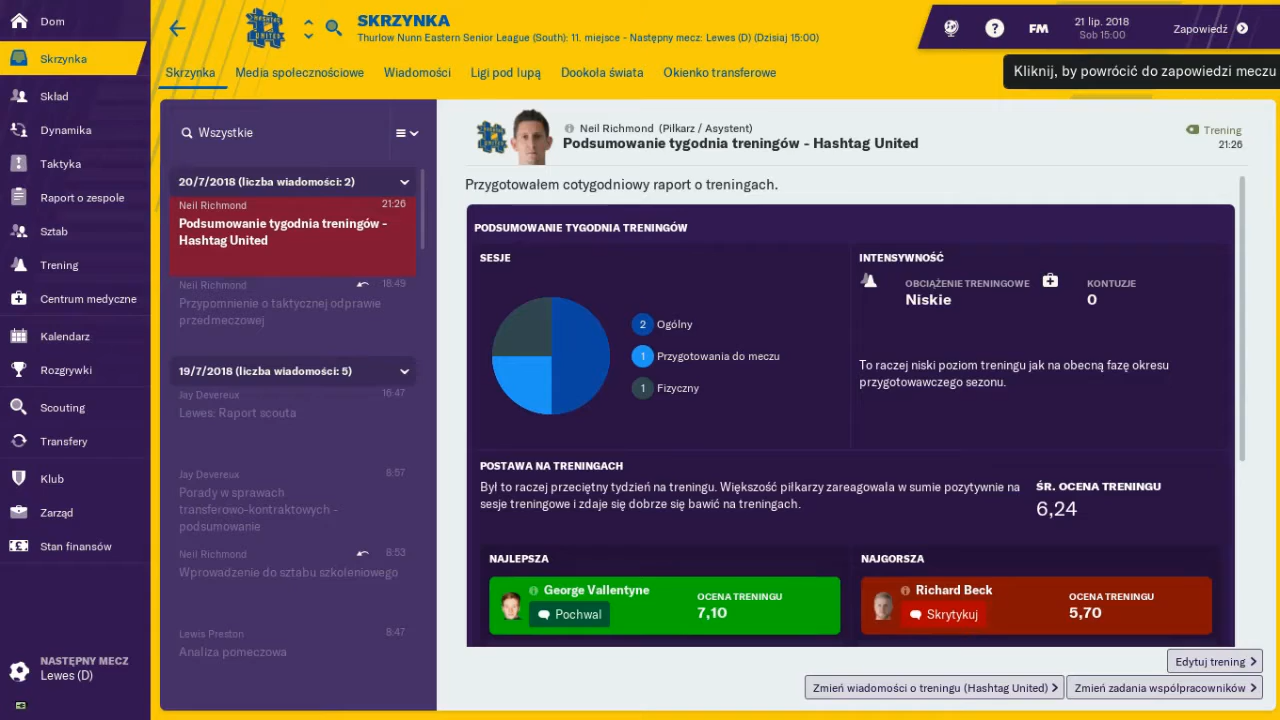 Dom
Skrzynka
Skład
Dynamika
Taktyka
Raport o zespole
Sztab
Trening
Centrum medyczne
Kalendarz
Rozgrywki
Scouting
Transfery
Klub
Zarząd
Stan finansów
NASTĘPNY MECZ
Lewes (D)
HASHTAG
UNITED
SKRZYNKA
Thurlow Nunn Eastern Senior League (South): 11. miejsce - Następny mecz: Lewes (D) (Dzisiaj 15:00)
FM
21 lip. 2018
Sob 15:00
Zapowiedź
Kliknij, by powrócić do zapowiedzi meczu
Skrzynka
Media społecznościowe
Wiadomości
Ligi pod lupą
Dookoła świata
Okienko transferowe
Wszystkie
20/7/2018 (liczba wiadomości: 2)
Neil Richmond 21:26
Podsumowanie tygodnia treningów -
Hashtag United
Neil Richmond 18:49
Przypomnienie o taktycznej odprawie
przedmeczowej
19/7/2018 (liczba wiadomości: 5)
Jay Devereux 16:47
Lewes: Raport scouta
Jay Devereux 8:57
Porady w sprawach
transferowo-kontraktowych -
podsumowanie
Neil Richmond 8:53
Wprowadzenie do sztabu szkoleniowego
Lewis Preston 8:47
Analiza pomeczowa
Neil Richmond (Piłkarz / Asystent)
Podsumowanie tygodnia treningów - Hashtag United
Trening
21:26
Przygotowałem cotygodniowy raport o treningach.
PODSUMOWANIE TYGODNIA TRENINGÓW
SESJE
2 Ogólny
1 Przygotowania do meczu
1 Fizyczny
INTENSYWNOŚĆ
OBCIĄŻENIE TRENINGOWE
Niskie
KONTUZJE
0
To raczej niski poziom treningu jak na obecną fazę okresu
przygotowawczego sezonu.
POSTAWA NA TRENINGACH
Był to raczej przeciętny tydzień na treningu. Większość piłkarzy zareagowała w sumie pozytywnie na
sesje treningowe i zdaje się dobrze się bawić na treningach.
ŚR. OCENA TRENINGU
6,24
NAJLEPSZA
George Vallentyne
Pochwal
OCENA TRENINGU
7,10
NAJGORSZA
Richard Beck
Skrytykuj
OCENA TRENINGU
5,70
Edytuj trening
Zmień wiadomości o treningu (Hashtag United)
Zmień zadania współpracowników